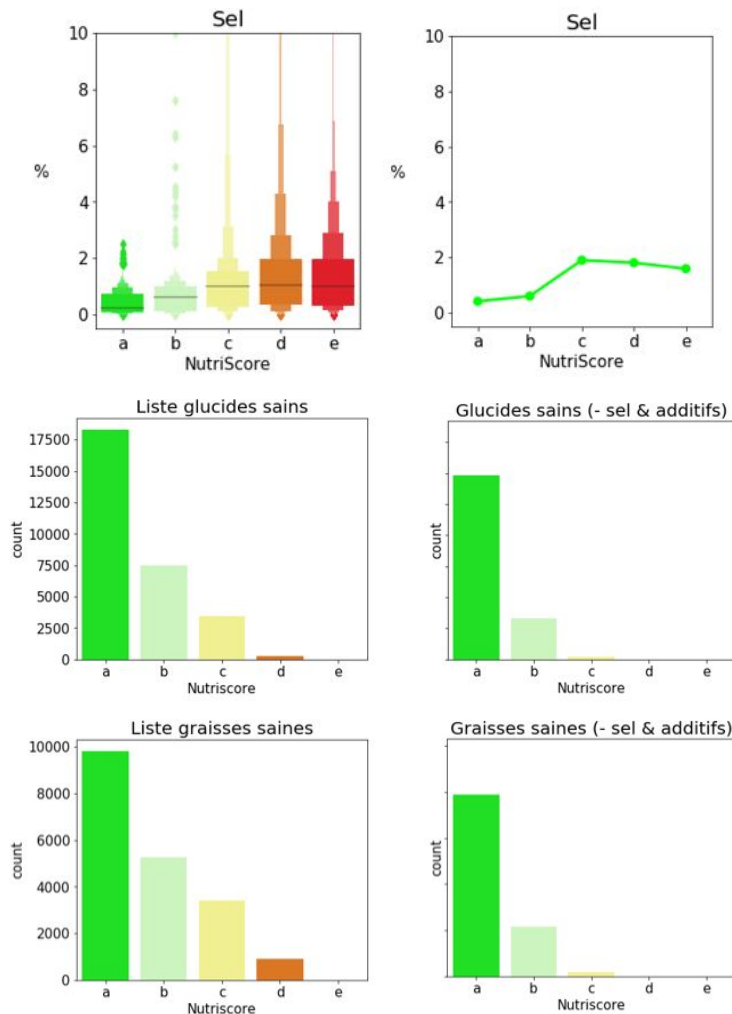 Sel
10
8
6
%
4
2
0
a b c d e
NutriScore
Sel
10
8
6
%
4
2
0
a b c d e
NutriScore
Liste glucides sains
17500
15000
12500
10000
count
7500
5000
2500
0
a b c d e
Nutriscore
Glucides sains (- sel & additifs)
count
a b c d e
Nutriscore
Liste graisses saines
10000
8000
6000
count
4000
2000
0
a b c d e
Nutriscore
Graisses saines (- sel & additifs)
count
a b c d e
Nutriscore